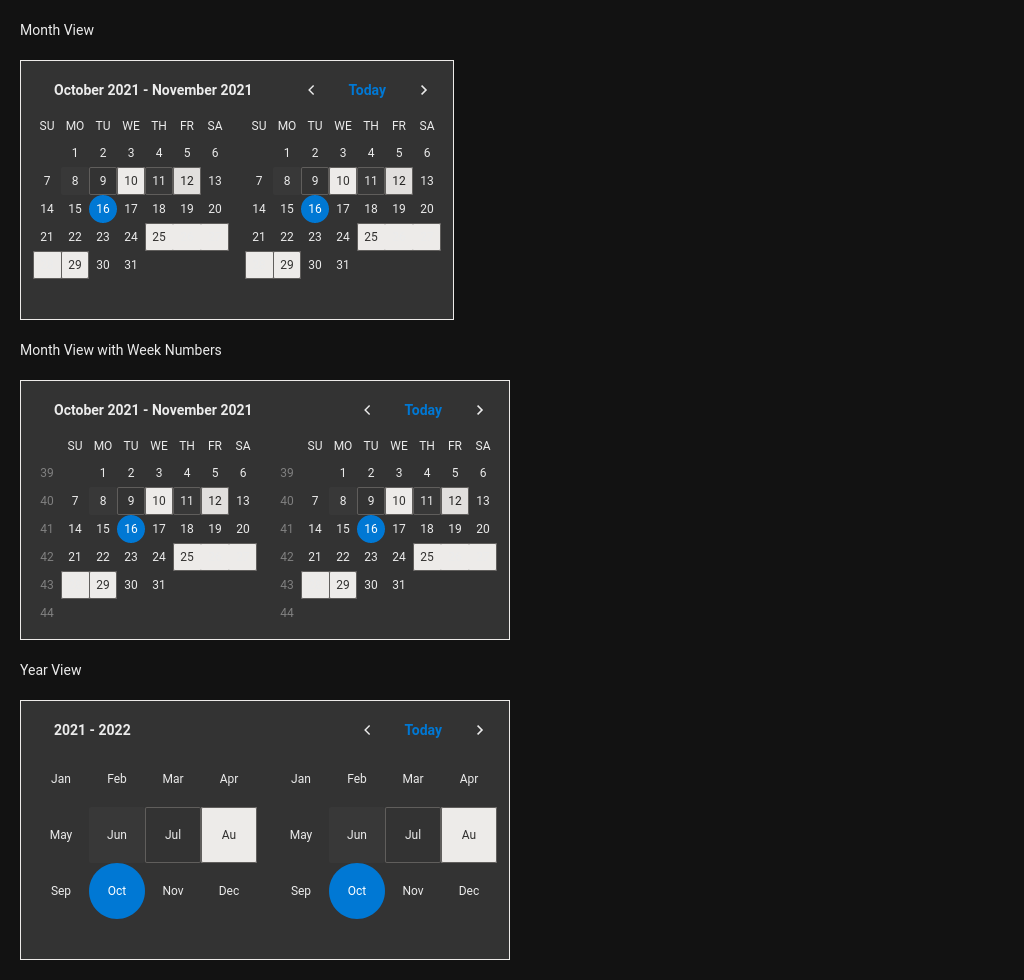 Month View
October 2021 - November 2021 Today
SU MO TU WE TH FR SA SU MO TU WE TH FR SA
1 2 3 4 5 6 1 2 3 4 5 6
7 8 9 10 11 12 13 7 8 9 10 11 12 13
14 15 16 17 18 19 20 14 15 16 17 18 19 20
21 22 23 24 25 21 22 23 24 25
29 30 31 29 30 31
Month View with Week Numbers
October 2021 - November 2021 Today
SU MO TU WE TH FR SA SU MO TU WE TH FR SA
39 1 2 3 4 5 6 39 1 2 3 4 5 6
40 7 8 9 10 11 12 13 40 7 8 9 10 11 12 13
41 14 15 16 17 18 19 20 41 14 15 16 17 18 19 20
42 21 22 23 24 25 42 21 22 23 24 25
43 29 30 31 43 29 30 31
44 44
Year View
2021 - 2022 Today
Jan Feb Mar Apr Jan Feb Mar Apr
May Jun Jul Au May Jun Jul Au
Sep Oct Nov Dec Sep Oct Nov Dec